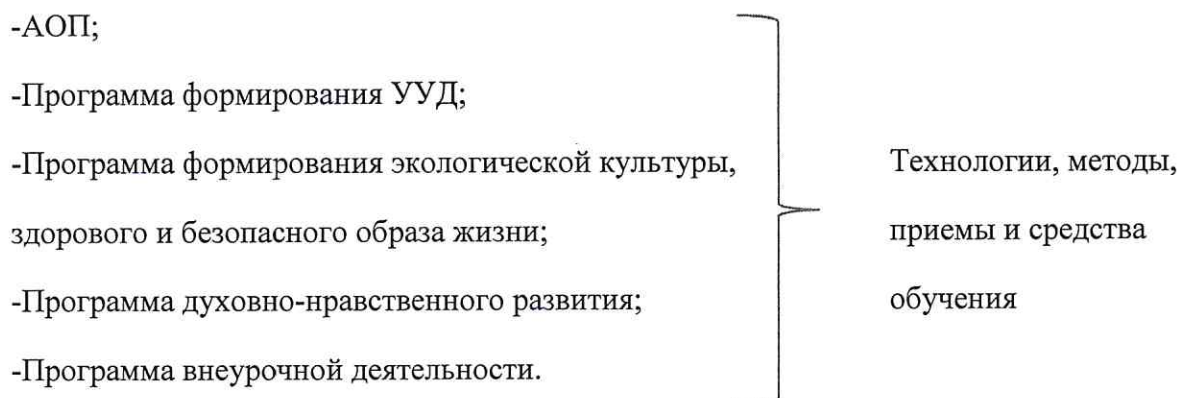 -АОП;
-Программа формирования УУД;
-Программа формирования экологической культуры,
здорового и безопасного образа жизни;
-Программа духовно-нравственного развития;
-Программа внеурочной деятельности.
Технологии, методы,
приемы и средства
обучения